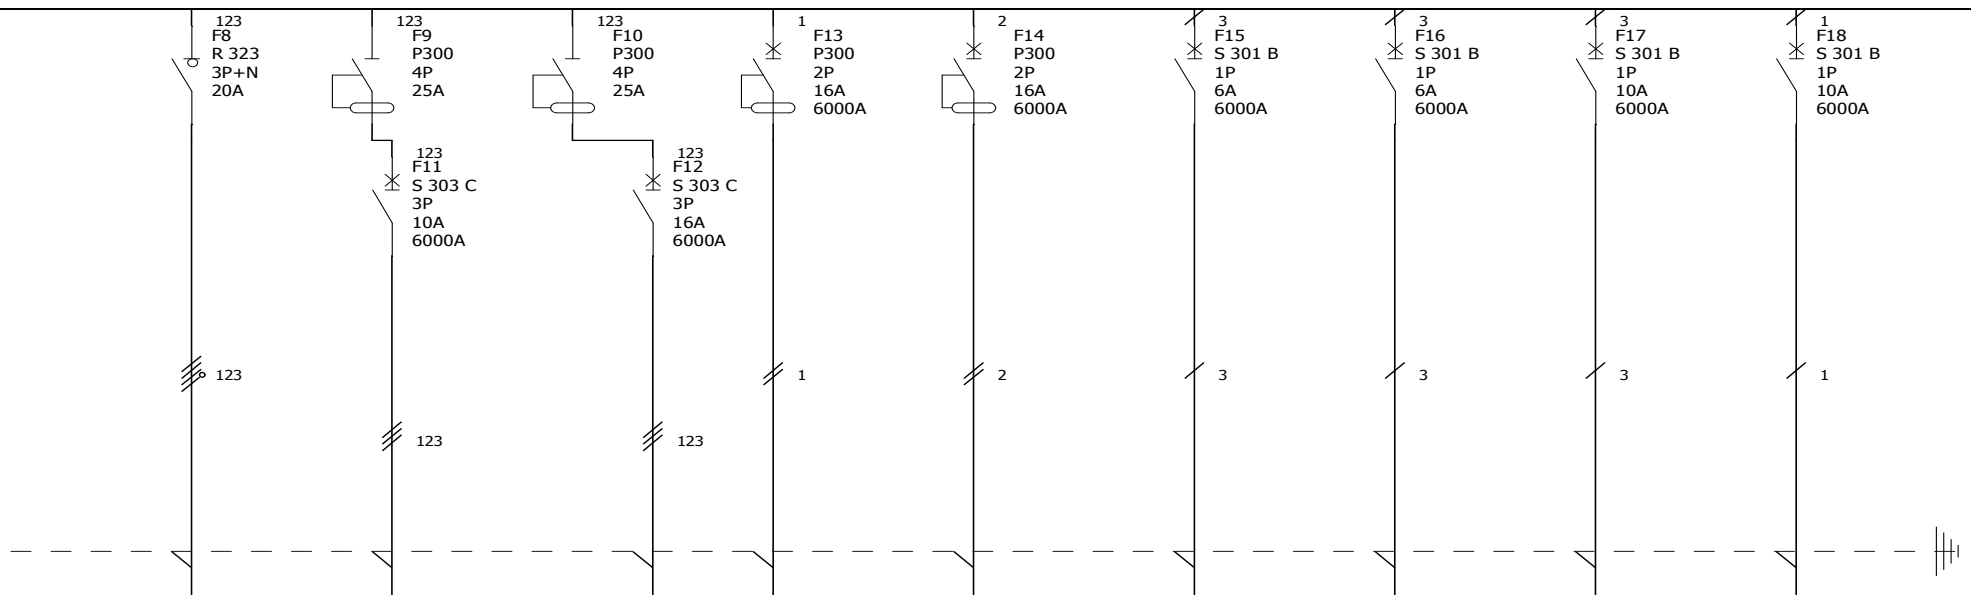 123
F8
R 323
3P+N
20A
123
F9
P300
4P
25A
123
F10
P300
4P
25A
1
F13
P300
2P
16A
6000A
2
F14
P300
2P
16A
6000A
3
F15
S 301 B
1P
6A
6000A
3
F16
S 301 B
1P
6A
6000A
3
F17
S 301 B
1P
10A
6000A
1
F18
S 301 B
1P
10A
6000A
123
F11
S 303 C
3P
10A
6000A
123
F12
S 303 C
3P
16A
6000A
123
1
2
3
3
3
1
123
123